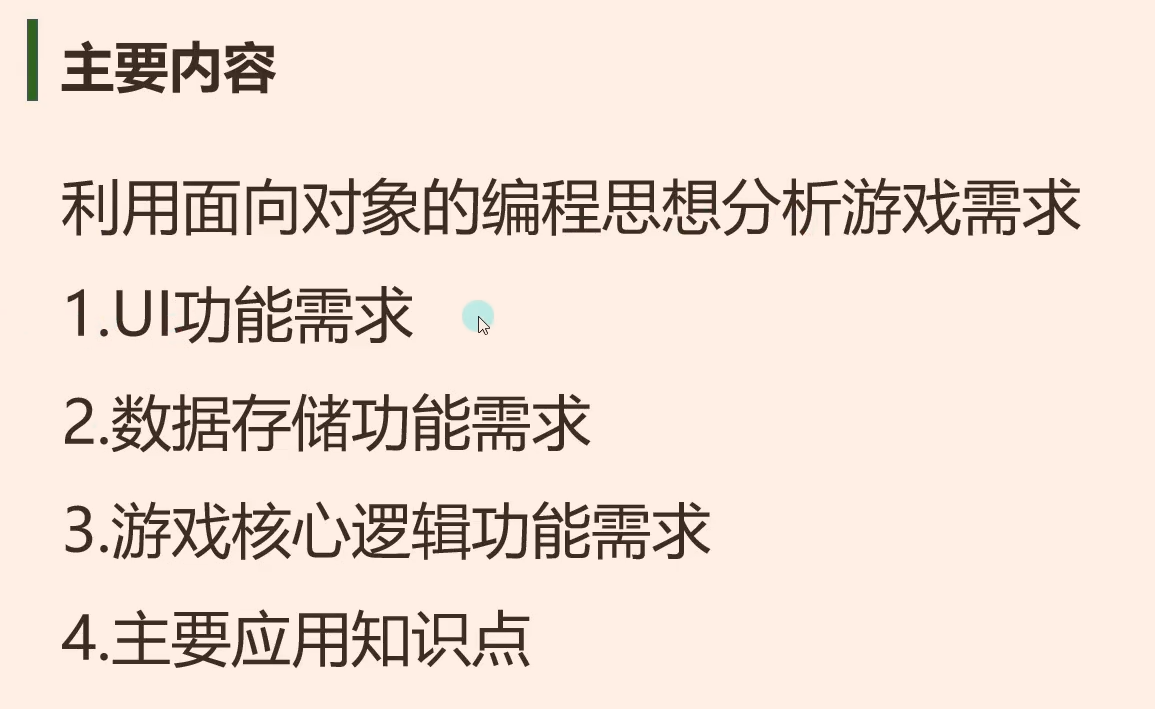 主要内容
利用面向对象的编程思想分析游戏需求
1.UI功能需求
2.数据存储功能需求
3.游戏核心逻辑功能需求
4.主要应用知识点